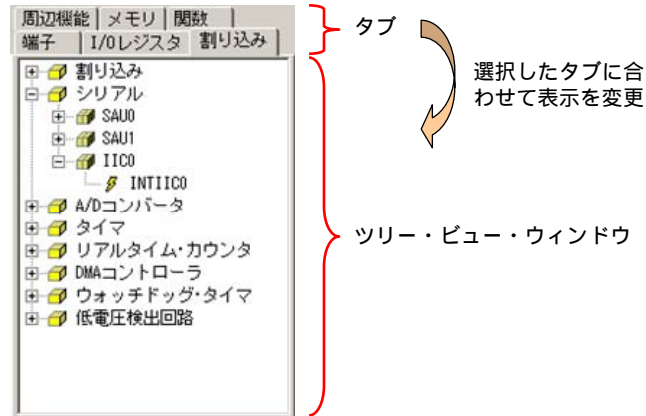 周辺機能 メモリ 関数
端子 I/Oレジスタ 割り込み
割り込み
シリアル
SAU0
SAU1
IIC0
INTIIC0
A/Dコンバータ
タイマ
リアルタイム・カウンタ
DMAコントローラ
ウォッチドッグ・タイマ
低電圧検出回路
タブ
選択したタブに合
わせて表示を変更
ツリー・ビュー・ウィンドウ